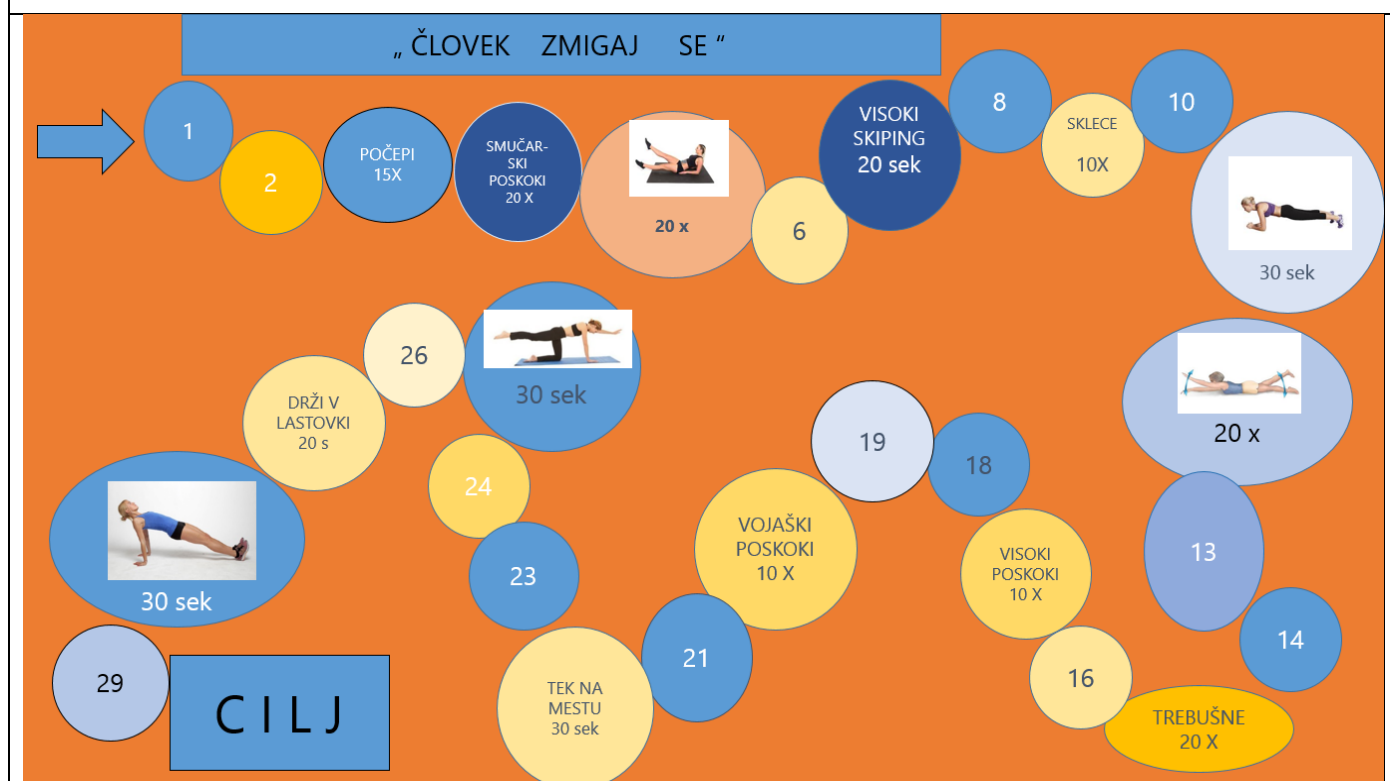 „ ČLOVEK ZMIGAJ SE “
1
2
POČEPI
15X
SMUČAR-
SKI
POSKOKI
20 X
20 x
6
VISOKI
SKIPING
20 sek
8
SKLECE
10X
10
30 sek
20 x
13
14
TREBUŠNE
20 X
16
VISOKI
POSKOKI
10 X
18
19
VOJAŠKI
POSKOKI
10 X
21
TEK NA
MESTU
30 sek
23
24
30 sek
26
DRŽI V
LASTOVKI
20 s
30 sek
29
C I L J